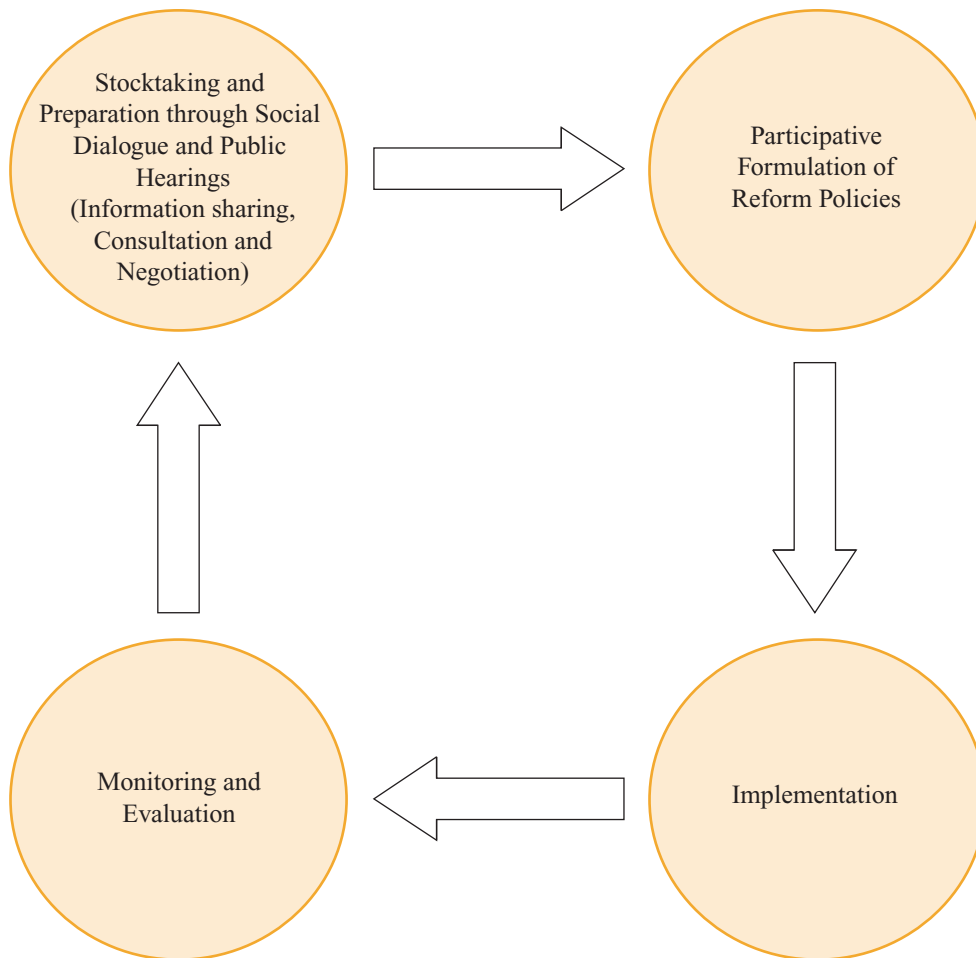 Stocktaking and
Preparation through Social
Dialogue and Public
Hearings
(Information sharing,
Consultation and
Negotiation)
Participative
Formulation of
Reform Policies
Monitoring and
Evaluation
Implementation